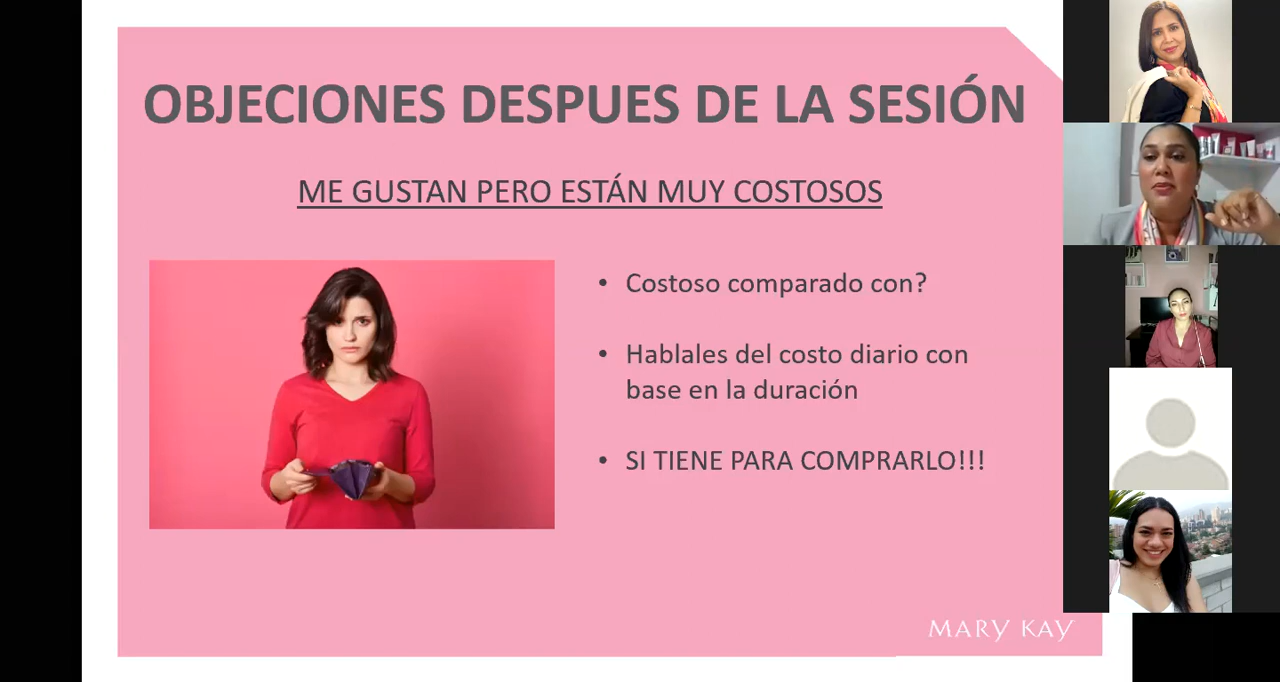 OBJECIONES DESPUES DE LA SESIÓN
ME GUSTAN PERO ESTÁN MUY COSTOSOS
• Costoso comparado con?
• Hablales del costo diario con
base en la duración
• SI TIENE PARA COMPRARLO!!!
MARY KAY